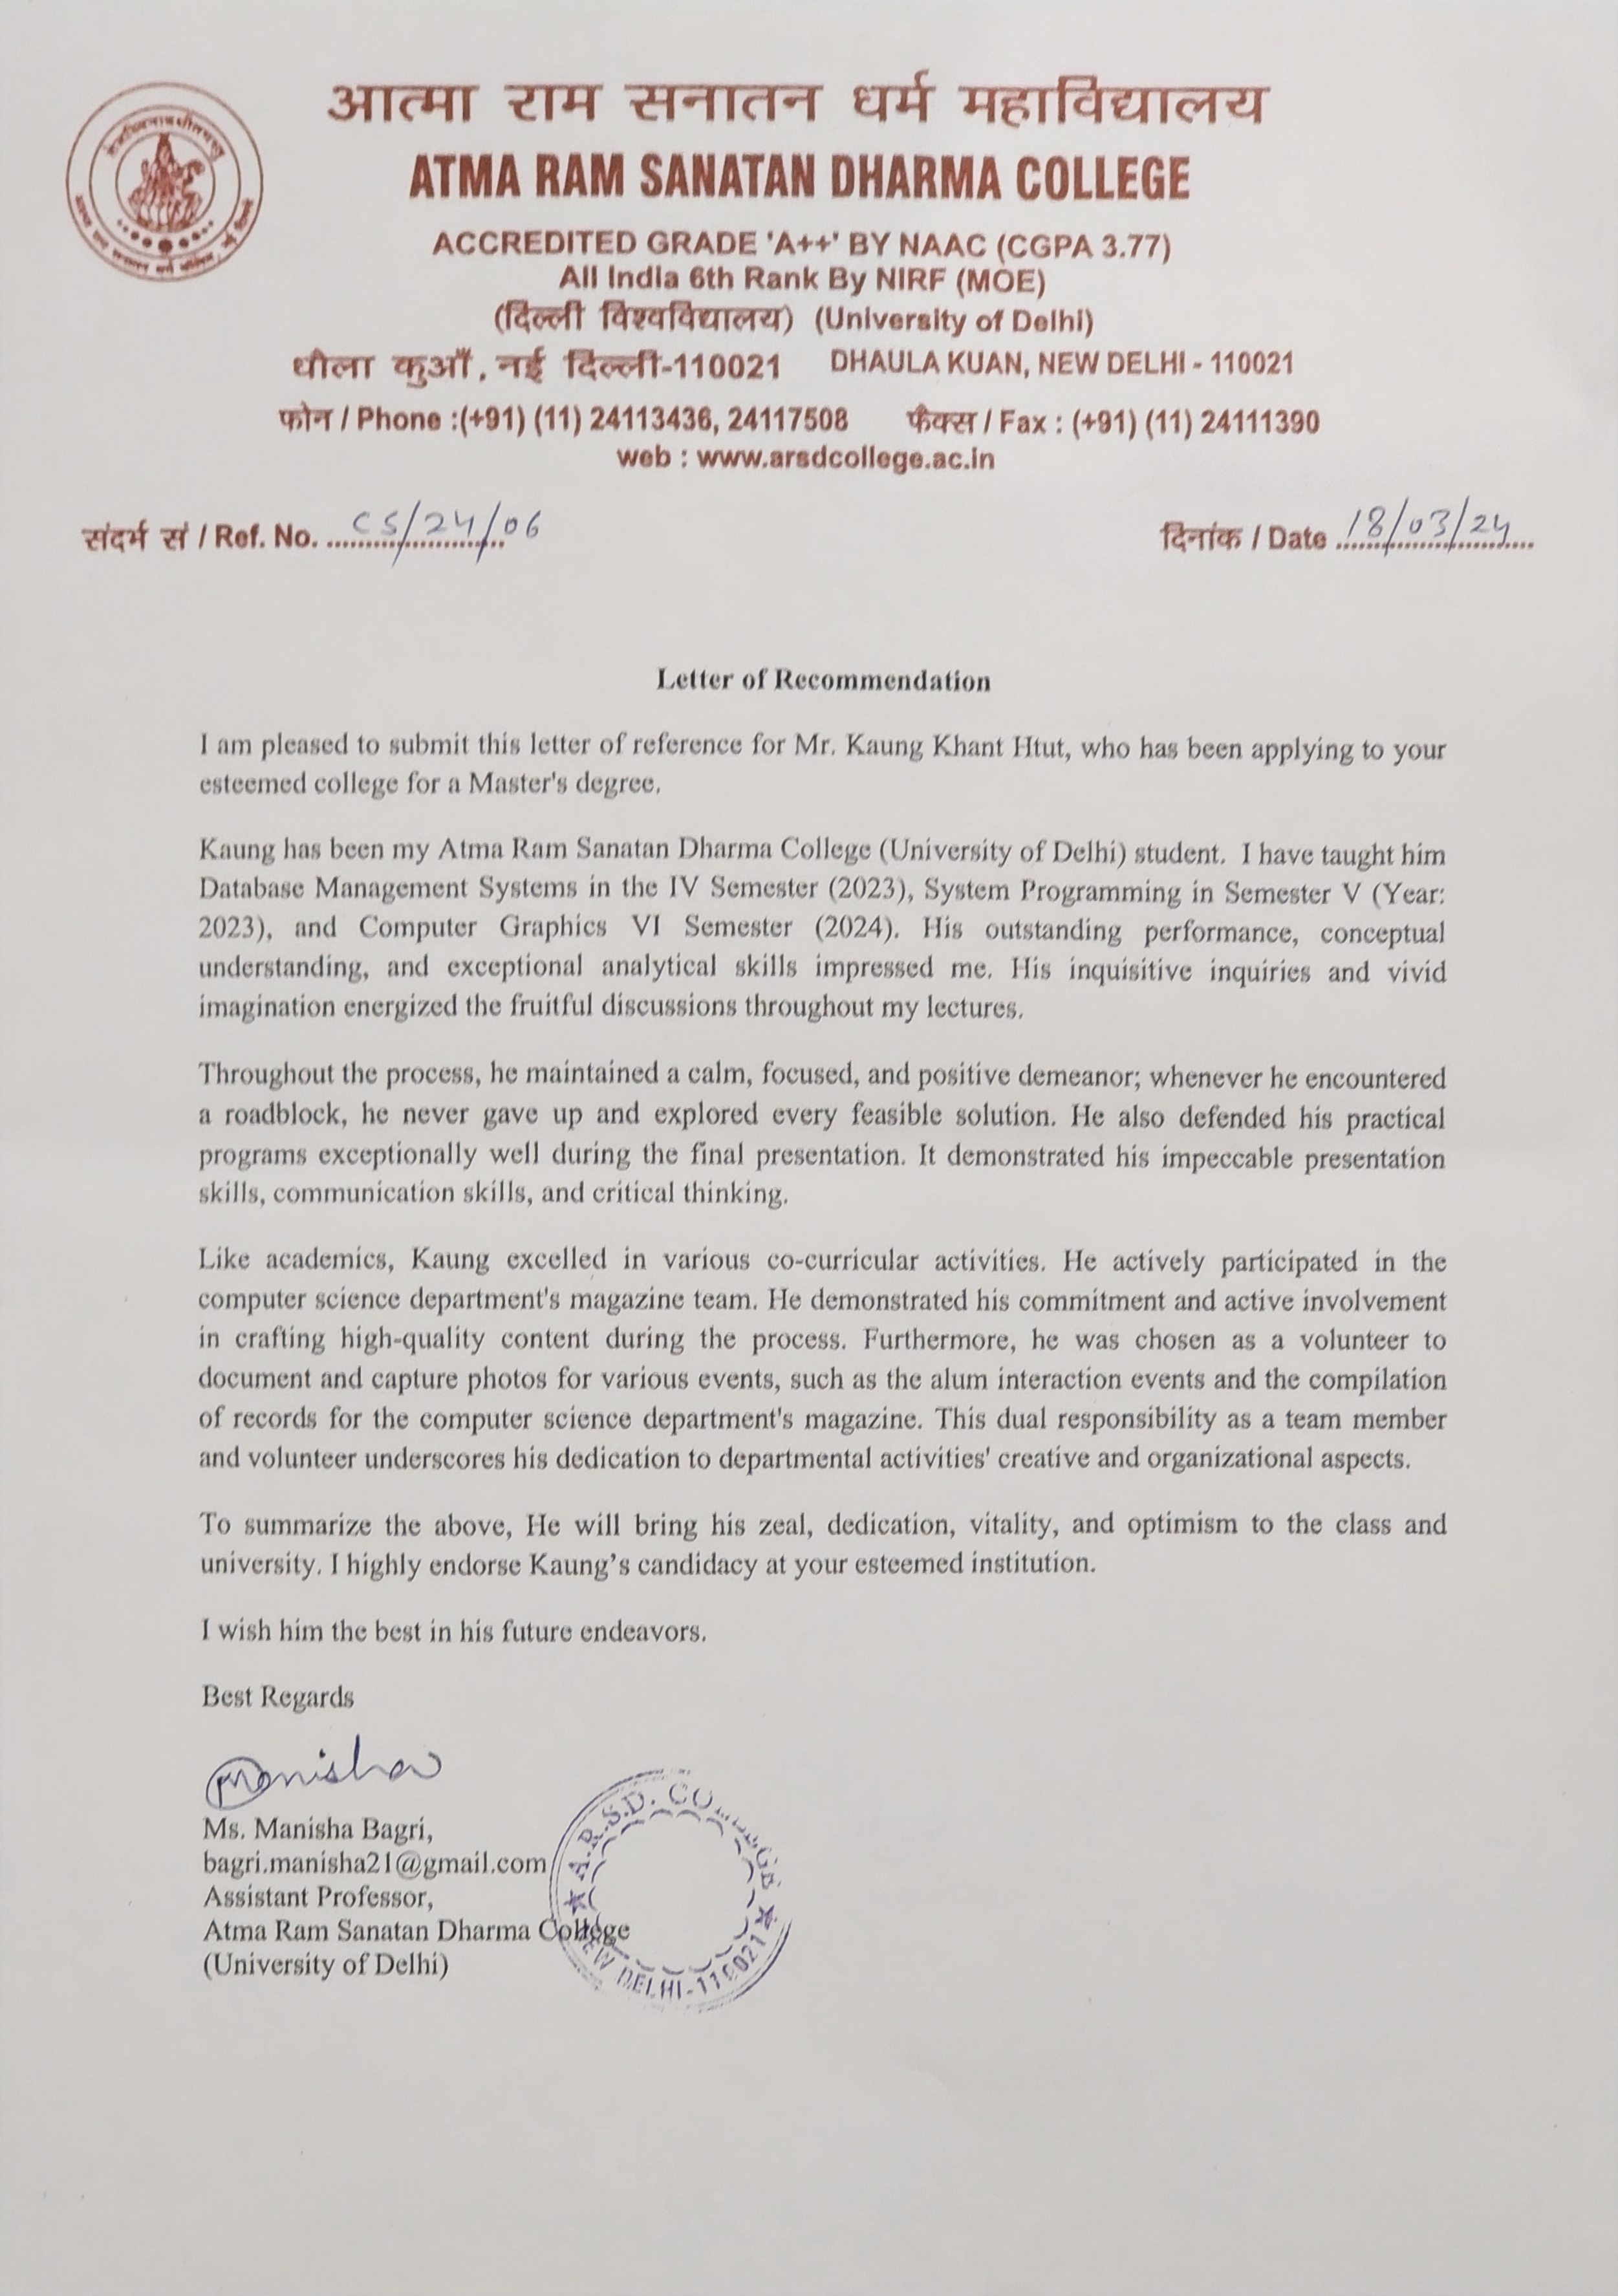 आत्मा राम सनातन धर्म महाविद्यालय
ATMA RAM SANATAN DHARMA COLLEGE
ACCREDITED GRADE 'A++' BY NAAC (CGPA 3.77)
All India 6th Rank By NIRF (MOE)
(दिल्ली विश्वविद्यालय) (University of Delhi)
धौला कुआँ, नई दिल्ली-110021 DHAULA KUAN, NEW DELHI - 110021
फोन / Phone :(+91) (11) 24113436, 24117508 फैक्स / Fax : (+91) (11) 24111390
web : www.arsdcollege.ac.in
संदर्भ सं / Ref. No. CS/24/06
दिनांक / Date 18/03/24
Letter of Recommendation
I am pleased to submit this letter of reference for Mr. Kaung Khant Htut, who has been applying to your
esteemed college for a Master's degree.
Kaung has been my Atma Ram Sanatan Dharma College (University of Delhi) student. I have taught him
Database Management Systems in the IV Semester (2023), System Programming in Semester V (Year:
2023), and Computer Graphics VI Semester (2024). His outstanding performance, conceptual
understanding, and exceptional analytical skills impressed me. His inquisitive inquiries and vivid
imagination energized the fruitful discussions throughout my lectures.
Throughout the process, he maintained a calm, focused, and positive demeanor; whenever he encountered
a roadblock, he never gave up and explored every feasible solution. He also defended his practical
programs exceptionally well during the final presentation. It demonstrated his impeccable presentation
skills, communication skills, and critical thinking.
Like academics, Kaung excelled in various co-curricular activities. He actively participated in the
computer science department's magazine team. He demonstrated his commitment and active involvement
in crafting high-quality content during the process. Furthermore, he was chosen as a volunteer to
document and capture photos for various events, such as the alum interaction events and the compilation
of records for the computer science department's magazine. This dual responsibility as a team member
and volunteer underscores his dedication to departmental activities' creative and organizational aspects.
To summarize the above, He will bring his zeal, dedication, vitality, and optimism to the class and
university. I highly endorse Kaung’s candidacy at your esteemed institution.
I wish him the best in his future endeavors.
Best Regards
Manisha
Ms. Manisha Bagri,
bagri.manisha21@gmail.com
Assistant Professor,
Atma Ram Sanatan Dharma College
(University of Delhi)
A.R.S.D. COLLEGE
NEW DELHI-110021